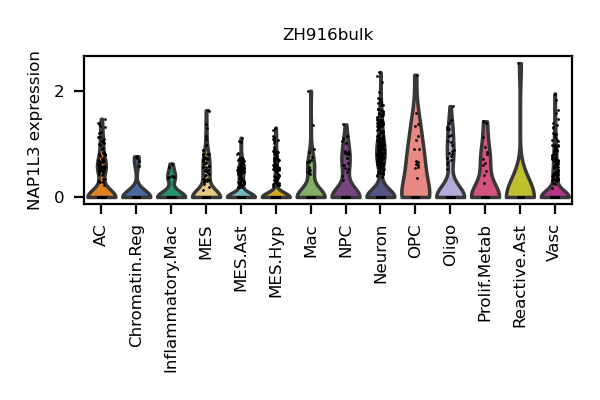 ZH916bulk
NAP1L3 expression
2
0
AC
Chromatin.Reg
Inflammatory.Mac
MES
MES.Ast
MES.Hyp
Mac
NPC
Neuron
OPC
Oligo
Prolif.Metab
Reactive.Ast
Vasc